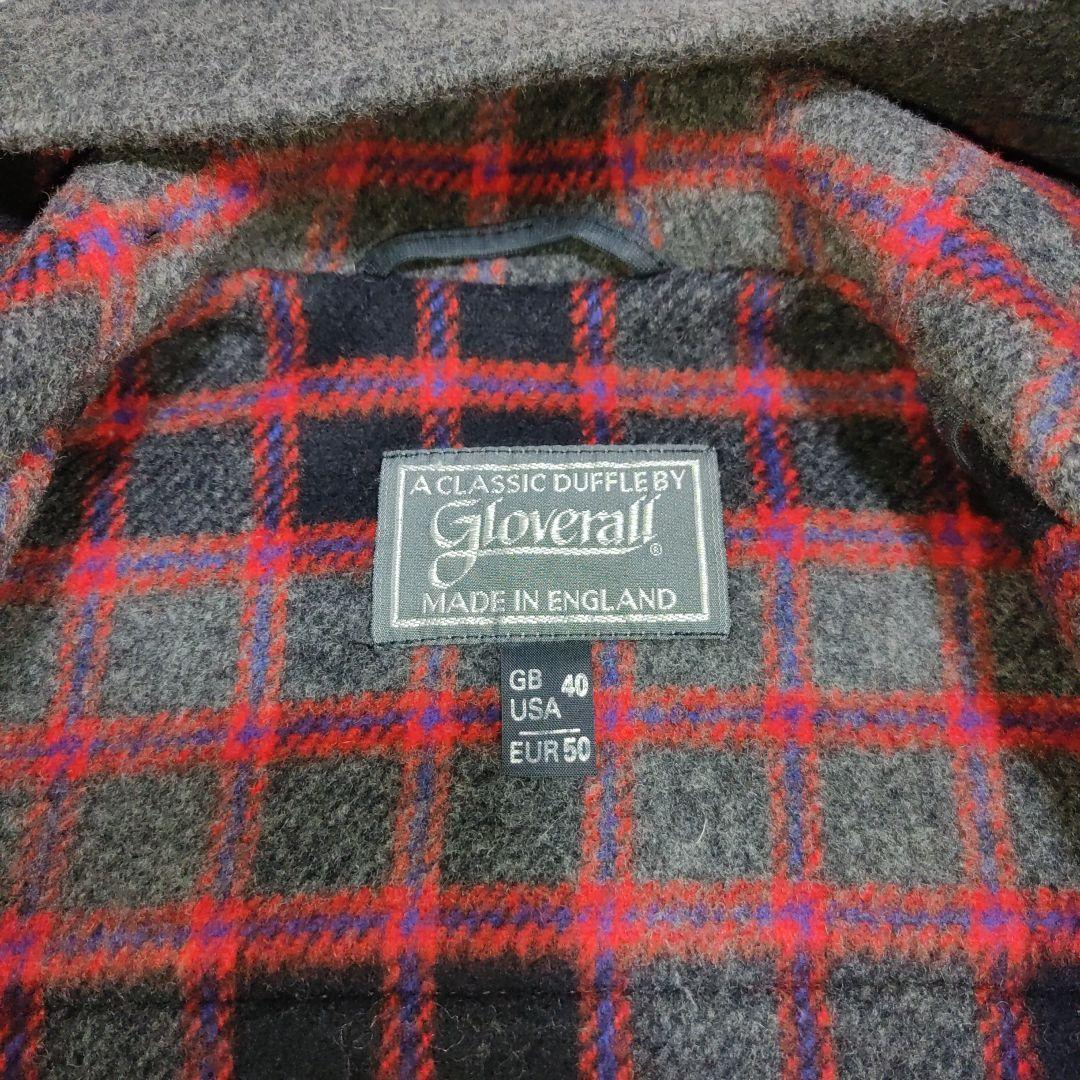 A CLASSIC DUFFLE BY
Gloverall®
MADE IN ENGLAND
GB 40
USA
EUR 50